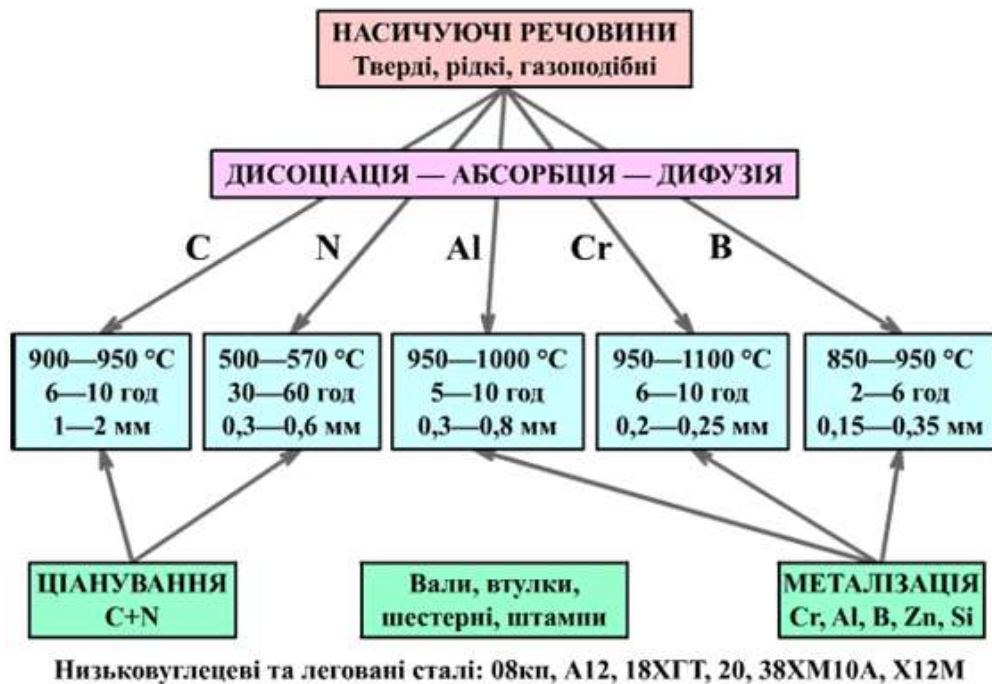 НАСИЧУЮЧІ РЕЧОВИНИ
Тверді, рідкі, газоподібні
ДИСОЦІАЦІЯ — АБСОРБЦІЯ — ДИФУЗІЯ
C
N
Al
Cr
B
900—950 °C
6—10 год
1—2 мм
500—570 °C
30—60 год
0,3—0,6 мм
950—1000 °C
5—10 год
0,3—0,8 мм
950—1100 °C
6—10 год
0,2—0,25 мм
850—950 °C
2—6 год
0,15—0,35 мм
ЦІАНУВАННЯ
C+N
Вали, втулки,
шестерні, штампи
МЕТАЛІЗАЦІЯ
Cr, Al, B, Zn, Si
Низьковуглецеві та леговані сталі: 08кп, А12, 18ХГТ, 20, 38ХМ10А, Х12М